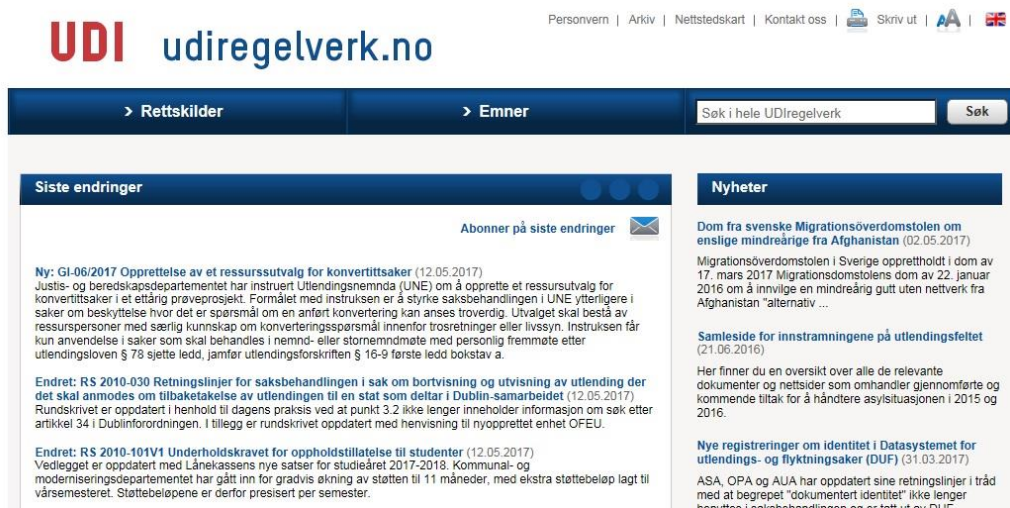 Personvern | Arkiv | Nettstedskart | Kontakt oss | Skriv ut | AA |
UDI udiregelverk.no
> Rettskilder
> Emner
Søk i hele UDIregelverk
Søk
Siste endringer
Abonner på siste endringer
Ny: GI-06/2017 Opprettelse av et ressurssutvalg for konvertittsaker (12.05.2017)
Justis- og beredskapsdepartementet har instruert Utlendingsnemnda (UNE) om å opprette et ressursutvalg for
konvertittsaker i et ettårig prøveprosjekt. Formålet med instruksen er å styrke saksbehandlingen i UNE ytterligere i
saker om beskyttelse hvor det er spørsmål om en anført konvertering kan anses troverdig. Utvalget skal bestå av
ressurspersoner med særlig kunnskap om konverteringsspørsmål innenfor trosretninger eller livssyn. Instruksen får
kun anvendelse i saker som skal behandles i nemnd- eller stornemndmøte med personlig fremmøte etter
utlendingsloven § 78 sjette ledd, jamfør utlendingsforskriften § 16-9 første ledd bokstav a.
Endret: RS 2010-030 Retningslinjer for saksbehandlingen i sak om bortvisning og utvisning av utlending der
det skal anmodes om tilbaketakelse av utlendingen til en stat som deltar i Dublin-samarbeidet (12.05.2017)
Rundskrivet er oppdatert i henhold til dagens praksis ved at punkt 3.2 ikke lenger inneholder informasjon om søk etter
artikkel 34 i Dublinforordningen. I tillegg er rundskrivet oppdatert med henvisning til nyopprettet enhet OFEU.
Endret: RS 2010-101V1 Underholdskravet for oppholdstillatelse til studenter (12.05.2017)
Vedlegget er oppdatert med Lånekassens nye satser for studieåret 2017-2018. Kommunal- og
moderniseringsdepartementet har gått inn for gradvis økning av støtten til 11 måneder, med ekstra støttebeløp lagt til
vårsemesteret. Støttebeløpene er derfor presisert per semester.
Nyheter
Dom fra svenske Migrationsöverdomstolen om
enslige mindreårige fra Afghanistan (02.05.2017)
Migrationsöverdomstolen i Sverige opprettholdt i dom av
17. mars 2017 Migrationsdomstolens dom av 22. januar
2016 om å innvilge en mindreårig gutt uten nettverk fra
Afghanistan "alternativ ...
Samleside for innstramningene på utlendingsfeltet
(21.06.2016)
Her finner du en oversikt over alle de relevante
dokumenter og nettsider som omhandler gjennomførte og
kommende tiltak for å håndtere asylsituasjonen i 2015 og
2016.
Nye registreringer om identitet i Datasystemet for
utlendings- og flyktningsaker (DUF) (31.03.2017)
ASA, OPA og AUA har oppdatert sine retningslinjer i tråd
med at begrepet "dokumentert identitet" ikke lenger
benyttes i saksbehandlingen og er tatt ut av DUF